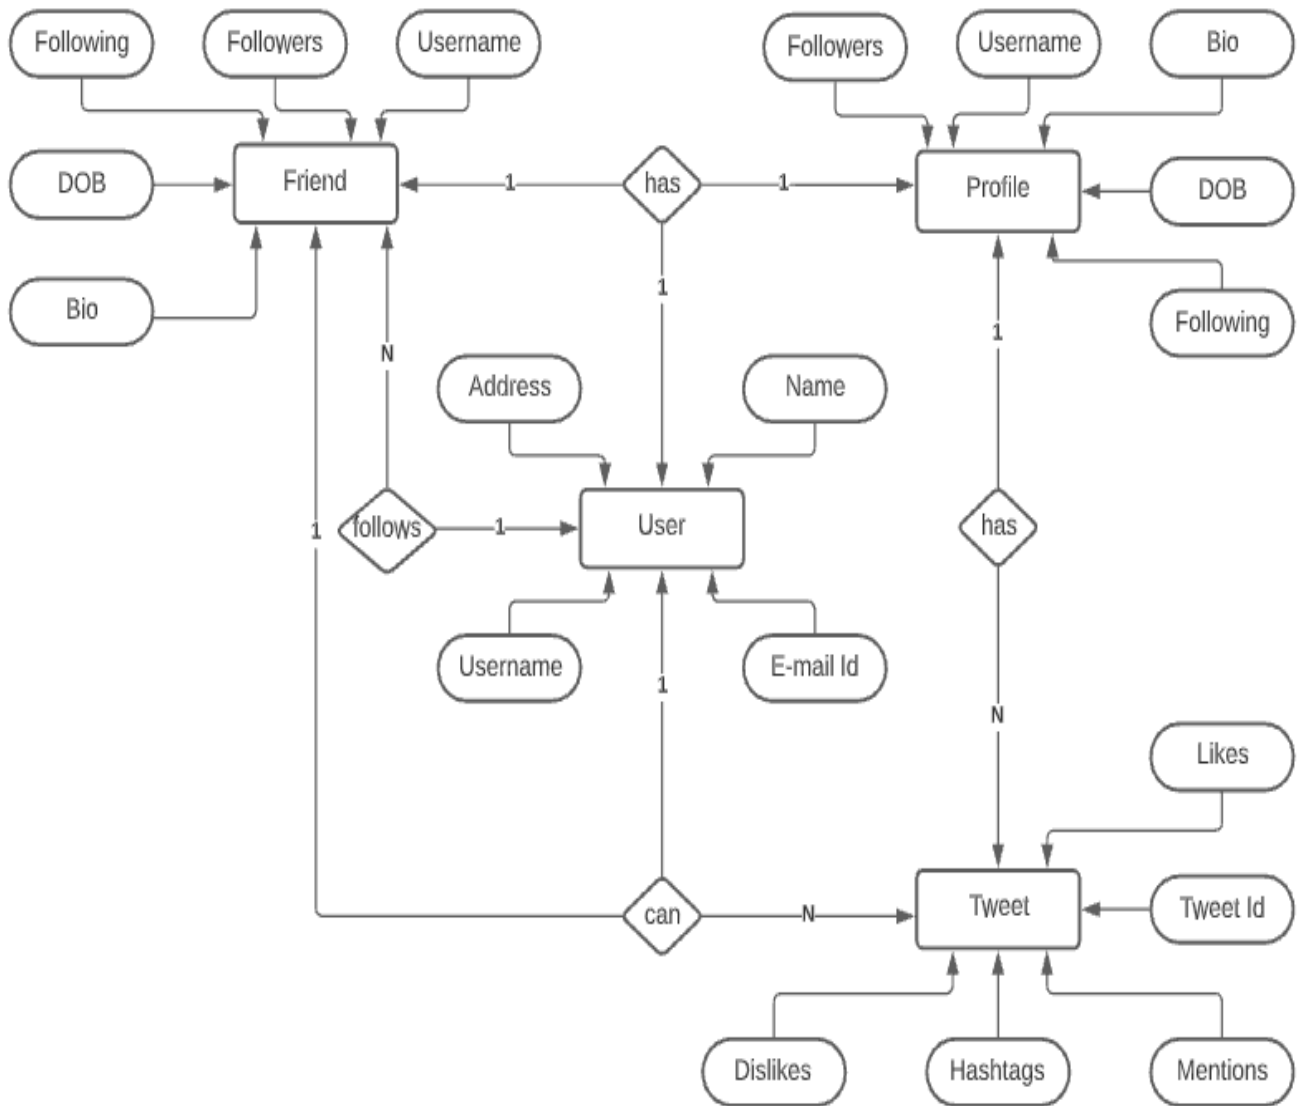 Following
Followers
Username
Followers
Username
Bio
DOB
Friend
1
has
1
Profile
DOB
Bio
1
N
1
Following
Address
Name
1
follows
1
User
has
Username
1
E-mail Id
N
Likes
can
N
Tweet
Tweet Id
Dislikes
Hashtags
Mentions